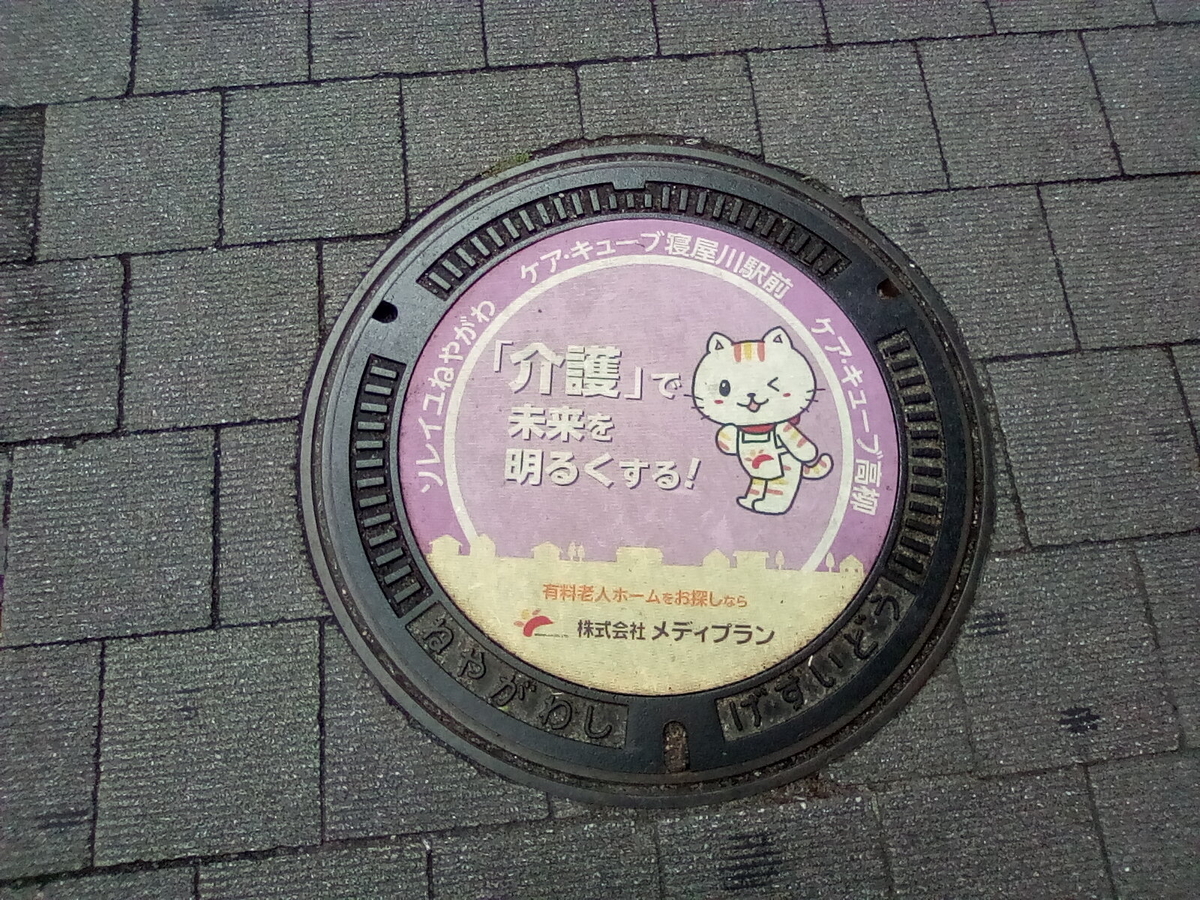 ソレイユねやがわ
ケア・キューブ寝屋川駅前
ケア・キューブ高柳
「介護」で
未来を
明るくする!
有料老人ホームをお探しなら
株式会社 メディプラン
ねやがわし
げすいどう